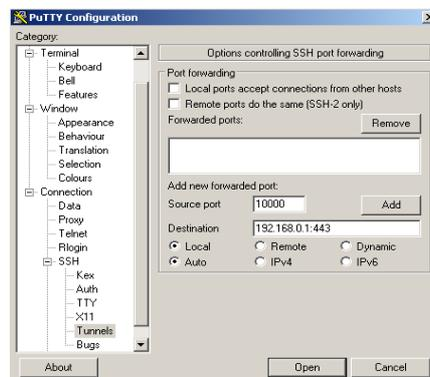 PuTTY Configuration
Category:
Terminal
Keyboard
Bell
Features
Window
Appearance
Behaviour
Translation
Selection
Colours
Connection
Data
Proxy
Telnet
Rlogin
SSH
Kex
Auth
TTY
X11
Tunnels
Bugs
Options controlling SSH port forwarding
Port forwarding
Local ports accept connections from other hosts
Remote ports do the same (SSH-2 only)
Forwarded ports:
Remove
Add new forwarded port:
Source port 10000 Add
Destination 192.168.0.1:443
Local Remote Dynamic
Auto IPv4 IPv6
About Open Cancel